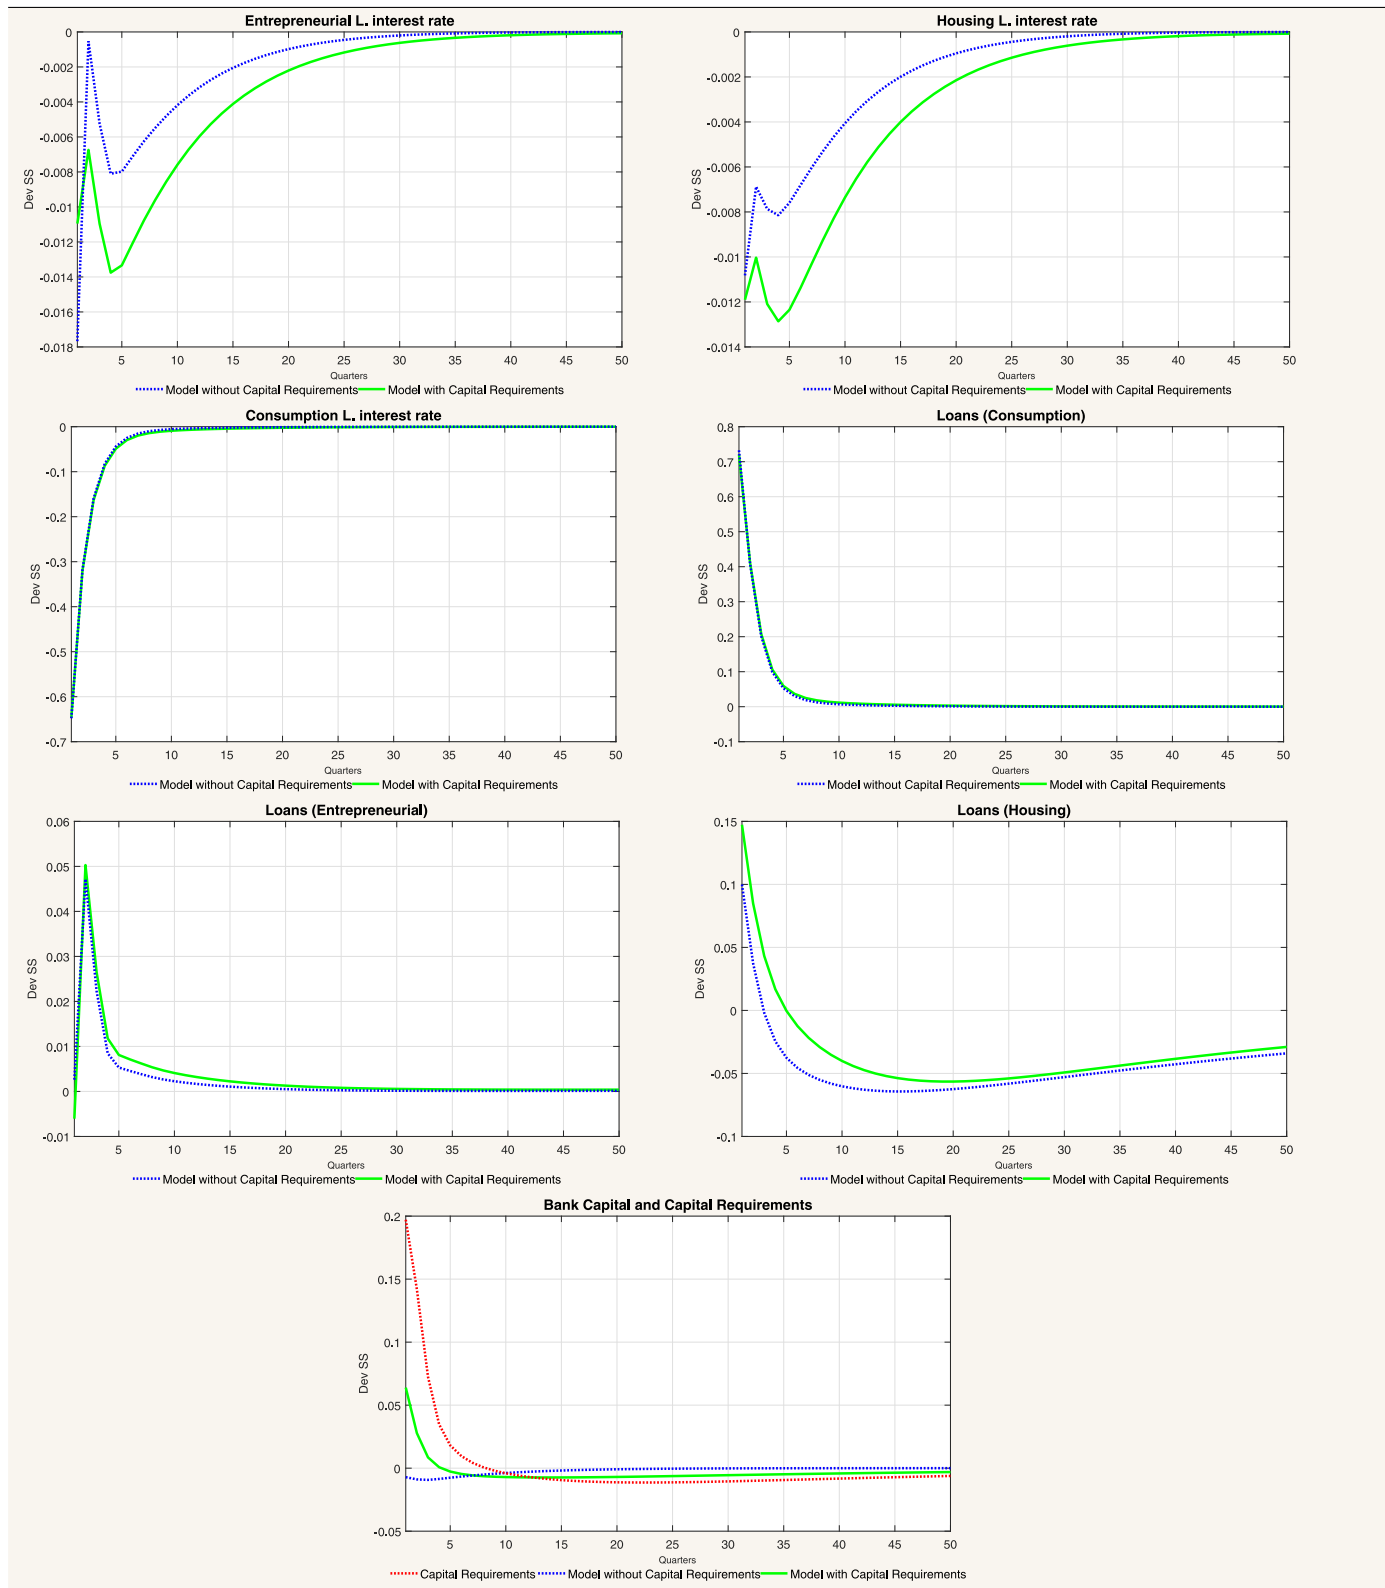 Entrepreneurial L. interest rate
0
-0.002
-0.004
-0.006
-0.008
-0.01
-0.012
-0.014
-0.016
-0.018
Dev SS
5 10 15 20 25 30 35 40 45 50
Quarters
Model without Capital Requirements Model with Capital Requirements
Housing L. interest rate
0
-0.002
-0.004
-0.006
-0.008
-0.01
-0.012
-0.014
Dev SS
5 10 15 20 25 30 35 40 45 50
Quarters
Model without Capital Requirements Model with Capital Requirements
Consumption L. interest rate
0
-0.1
-0.2
-0.3
-0.4
-0.5
-0.6
-0.7
Dev SS
5 10 15 20 25 30 35 40 45 50
Quarters
Model without Capital Requirements Model with Capital Requirements
Loans (Consumption)
0.8
0.7
0.6
0.5
0.4
0.3
0.2
0.1
0
-0.1
Dev SS
5 10 15 20 25 30 35 40 45 50
Quarters
Model without Capital Requirements Model with Capital Requirements
Loans (Entrepreneurial)
0.06
0.05
0.04
0.03
0.02
0.01
0
-0.01
Dev SS
5 10 15 20 25 30 35 40 45 50
Quarters
Model without Capital Requirements Model with Capital Requirements
Loans (Housing)
0.15
0.1
0.05
0
-0.05
-0.1
Dev SS
5 10 15 20 25 30 35 40 45 50
Quarters
Model without Capital Requirements Model with Capital Requirements
Bank Capital and Capital Requirements
0.2
0.15
0.1
0.05
0
-0.05
Dev SS
5 10 15 20 25 30 35 40 45 50
Quarters
Capital Requirements Model without Capital Requirements Model with Capital Requirements